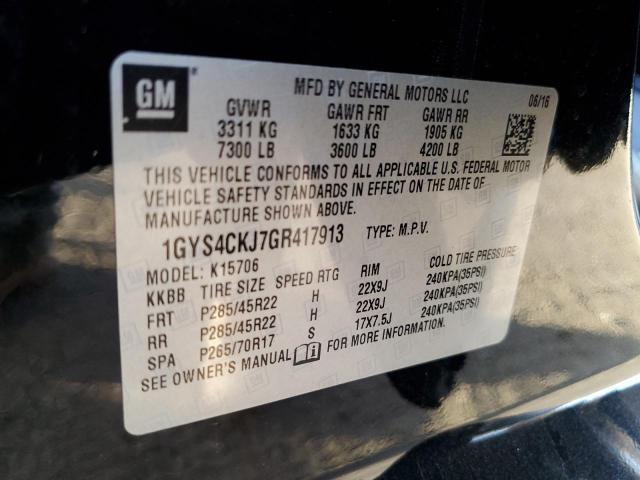 GM
MFD BY GENERAL MOTORS LLC 06/16
GVWR GAWR FRT GAWR RR
3311 KG 1633 KG 1905 KG
7300 LB 3600 LB 4200 LB
THIS VEHICLE CONFORMS TO ALL APPLICABLE U.S. FEDERAL MOTOR
VEHICLE SAFETY STANDARDS IN EFFECT ON THE DATE OF
MANUFACTURE SHOWN ABOVE.
1GYS4CKJ7GR417913 TYPE: M.P.V.
MODEL: K15706
KKBB TIRE SIZE SPEED RTG RIM COLD TIRE PRESSURE
FRT P285/45R22 H 22X9J 240KPA(35PSI)
RR P285/45R22 H 22X9J 240KPA(35PSI)
SPA P265/70R17 S 17X7.5J 240KPA(35PSI)
SEE OWNER'S MANUAL FOR MORE INFORMATION.